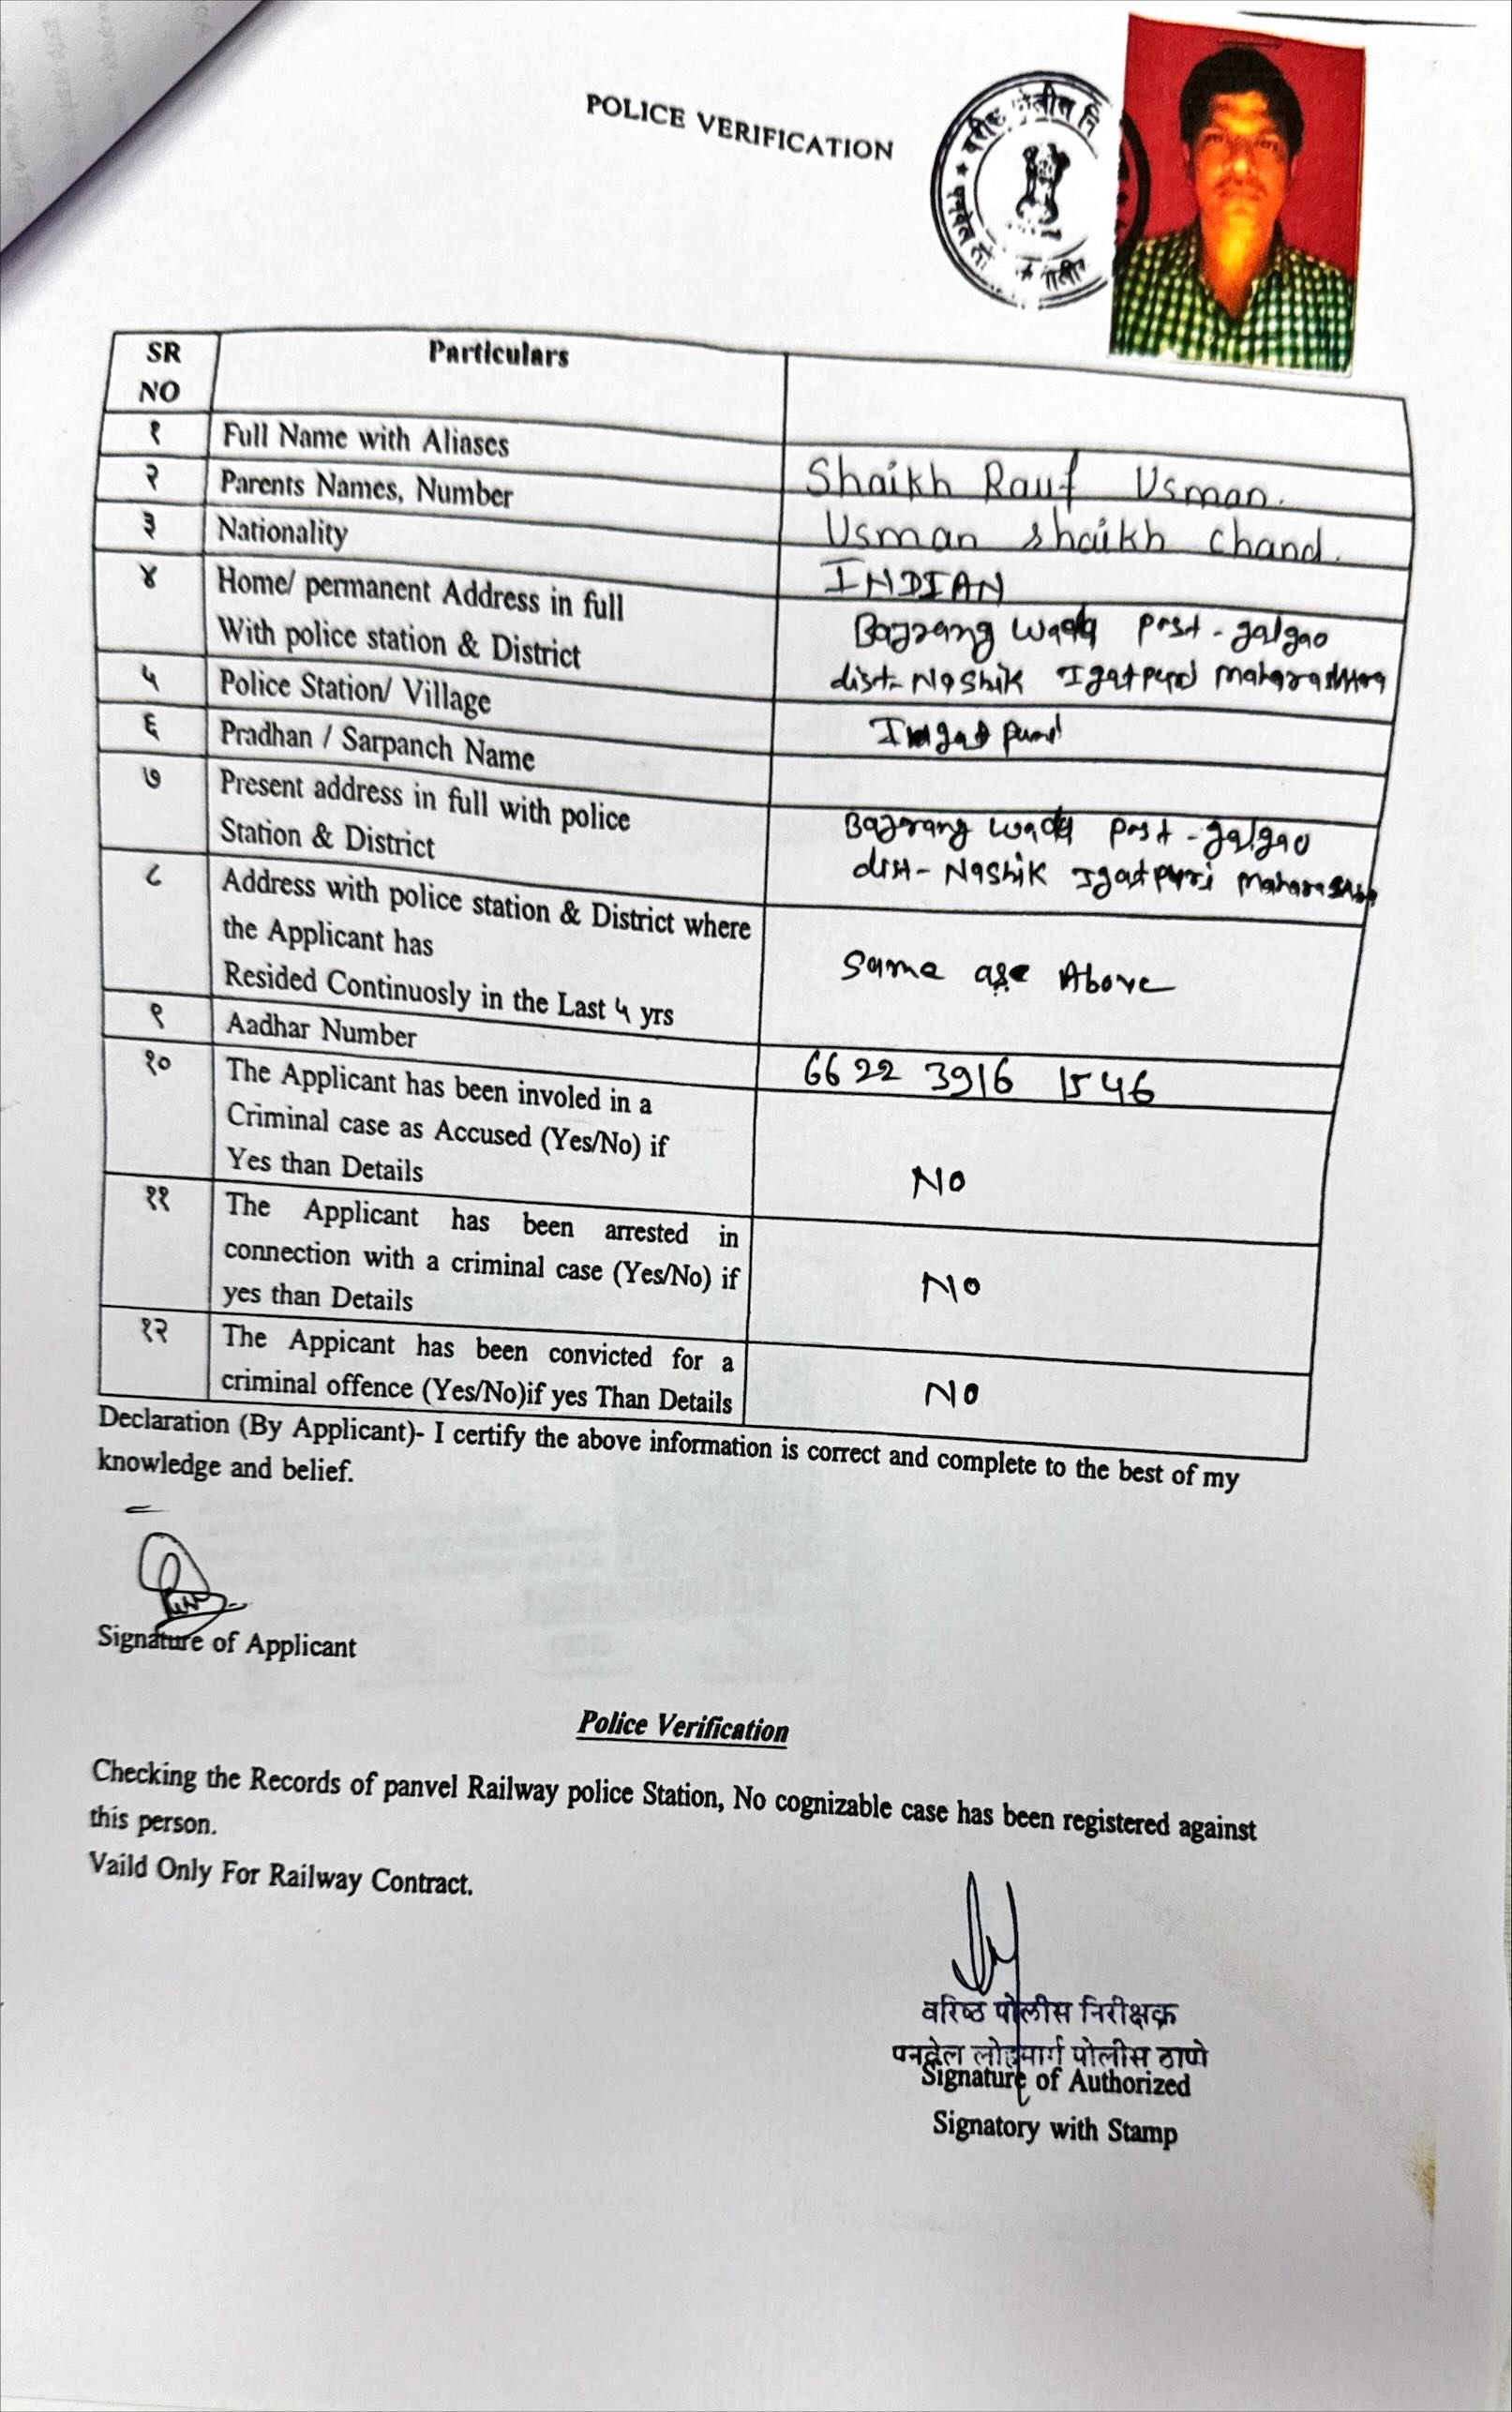 POLICE VERIFICATION
SR NO
Particulars
१
Full Name with Aliases
Shaikh Rauf Usman.
२
Parents Names, Number
Usman shaikh chand.
३
Nationality
INDIAN
४
Home/ permanent Address in full
With police station & District
Bajrang wada post - galgao
dist- Nashik Igatpuri maharashtra
५
Police Station/ Village
६
Pradhan / Sarpanch Name
७
Present address in full with police
Station & District
Bajrang wada post - galgao
dist- Nashik Igatpuri maharashtra
८
Address with police station & District where
the Applicant has
Resided Continuosly in the Last ५ yrs
Same Above
९
Aadhar Number
6622 3916 1546
१०
The Applicant has been involed in a
Criminal case as Accused (Yes/No) if
Yes than Details
No
११
The Applicant has been arrested in
connection with a criminal case (Yes/No) if
yes than Details
No
१२
The Appicant has been convicted for a
criminal offence (Yes/No)if yes Than Details
No
Declaration (By Applicant)- I certify the above information is correct and complete to the best of my
knowledge and belief.
Signature of Applicant
Police Verification
Checking the Records of panvel Railway police Station, No cognizable case has been registered against
this person.
Vaild Only For Railway Contract.
वरिष्ठ पोलीस निरीक्षक
पनवेल लोहमार्ग पोलीस ठाणे
Signature of Authorized
Signatory with Stamp